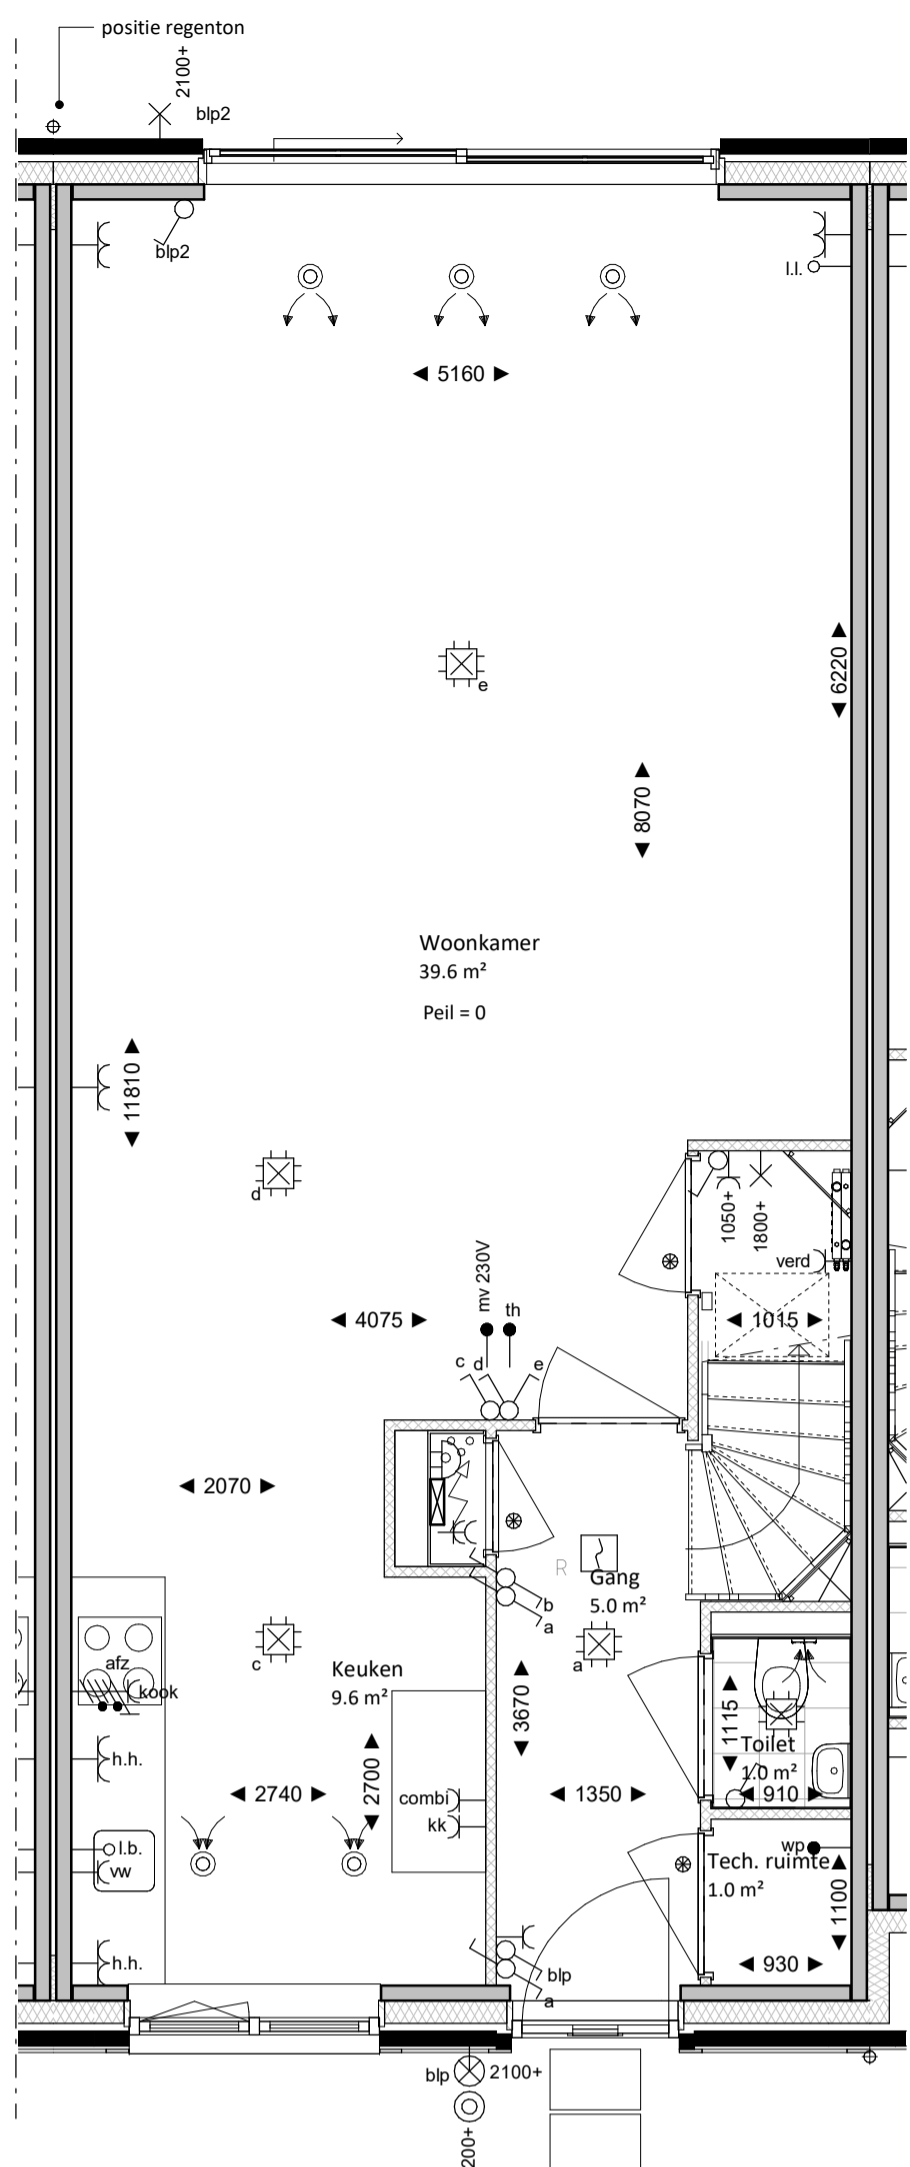 positie regenton
2100+
blp2
blp2
l.l.
5160
e
6220
8070
Woonkamer
39.6 m²
Peil = 0
11810
d
1050+
1800+
verd
mv 230V
th
4075
1015
c
d
e
2070
R
Gang
5.0 m²
b
a
afz
kook
c
Keuken
9.6 m²
a
3670
1115
Toilet
1.0 m²
h.h.
2740
2700
combi
kk
1350
910
l.b.
vw
wp
Tech. ruimte
1.0 m²
1100
h.h.
blp
a
930
blp
2100+
200+